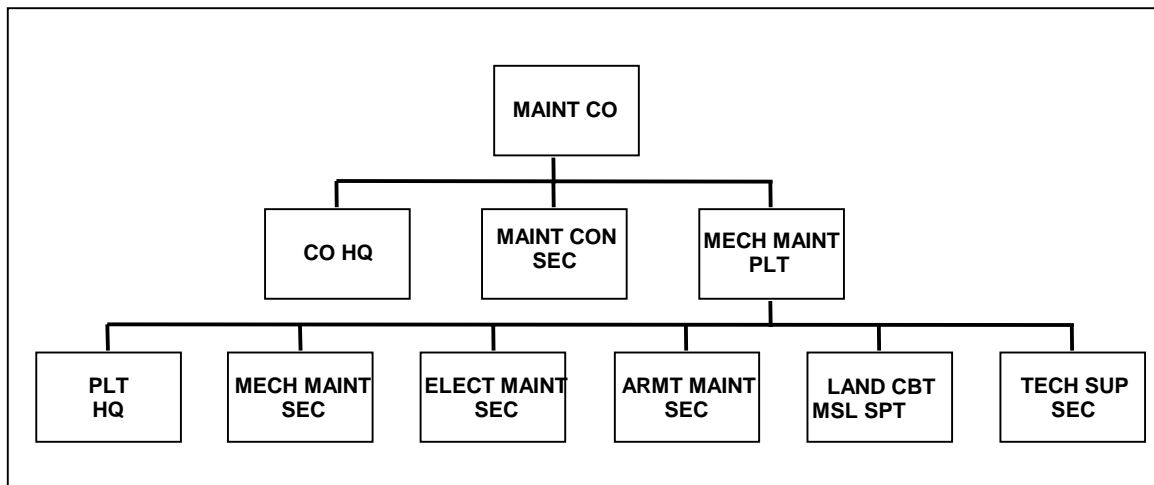 MAINT CO
CO HQ
MAINT CON
SEC
MECH MAINT
PLT
PLT
HQ
MECH MAINT
SEC
ELECT MAINT
SEC
ARMT MAINT
SEC
LAND CBT
MSL SPT
TECH SUP
SEC